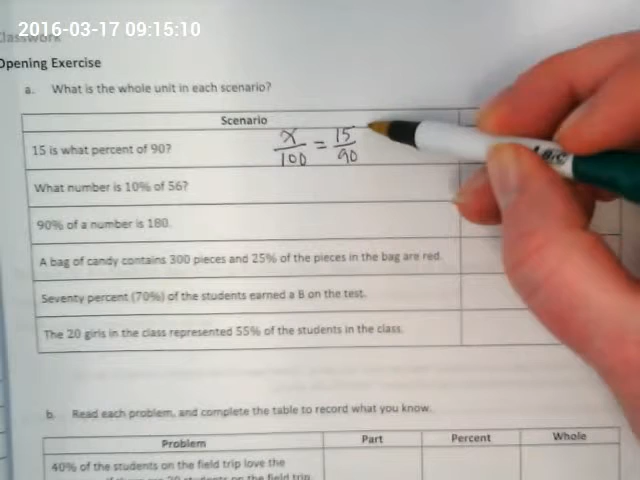 2016-03-17 09:15:10
Classwork
Opening Exercise
a. What is the whole unit in each scenario?
Scenario
15 is what percent of 90?
x/100 = 15/90
What number is 10% of 56?
90% of a number is 180.
A bag of candy contains 300 pieces and 25% of the pieces in the bag are red.
Seventy percent (70%) of the students earned a B on the test.
The 20 girls in the class represented 55% of the students in the class.
b. Read each problem, and complete the table to record what you know.
Problem Part Percent Whole
40% of the students on the field trip love the
students on the field trip
BIC